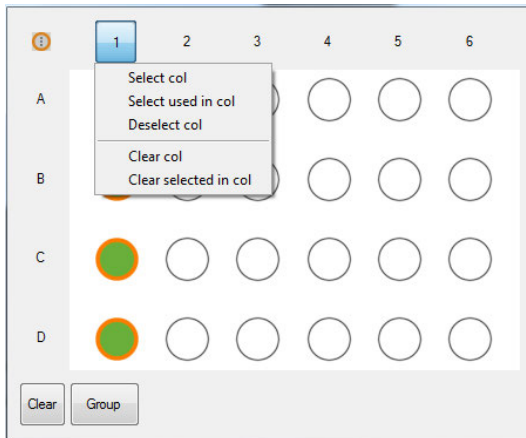 1 2 3 4 5 6
A
Select col
Select used in col
Deselect col
Clear col
B
Clear selected in col
C
D
Clear Group